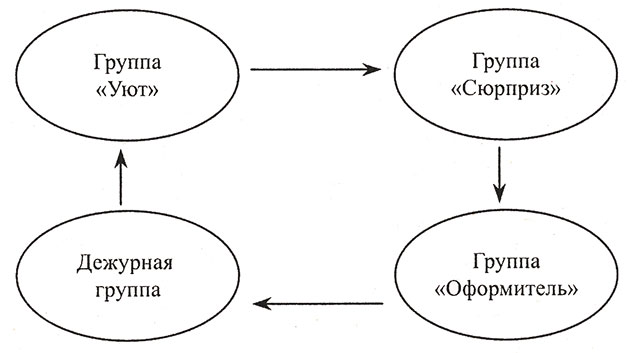 Группа
«Уют»
Группа
«Сюрприз»
Дежурная
группа
Группа
«Оформитель»